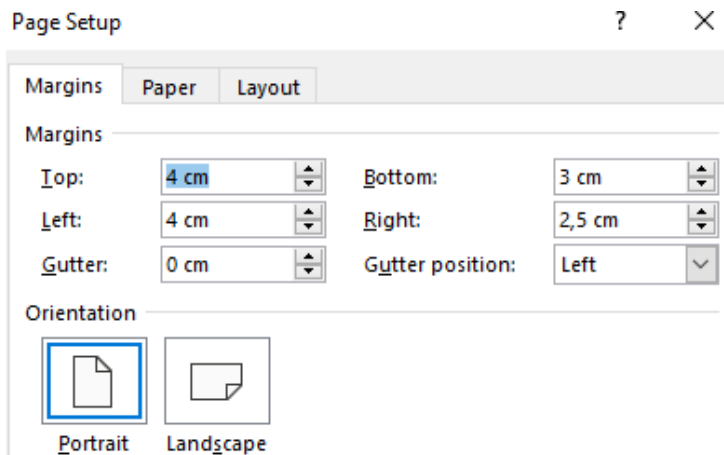 Page Setup ? ×
Margins Paper Layout
Margins
Top: 4 cm Bottom: 3 cm
Left: 4 cm Right: 2,5 cm
Gutter: 0 cm Gutter position: Left
Orientation
Portrait Landscape